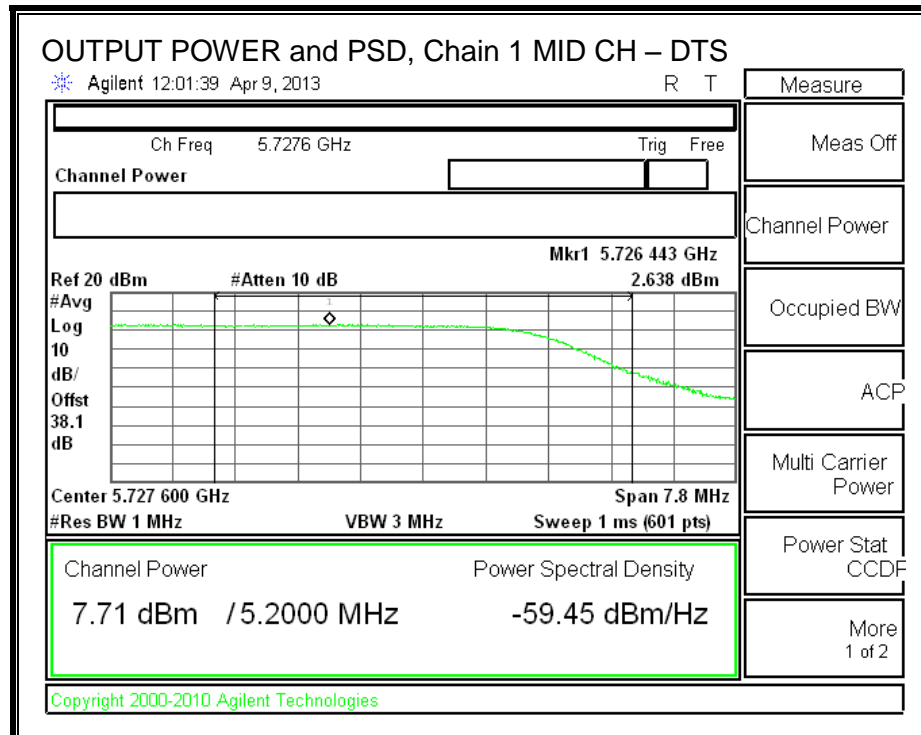 OUTPUT POWER and PSD, Chain 1 MID CH – DTS
Agilent 12:01:39 Apr 9, 2013 R T
Measure
Ch Freq 5.7276 GHz Trig Free
Meas Off
Channel Power
Channel Power
Mkr1 5.726 443 GHz
Ref 20 dBm #Atten 10 dB 2.638 dBm
#Avg
Log
10
dB/
Offst
38.1
dB
1
Occupied BW
ACP
Center 5.727 600 GHz Span 7.8 MHz
#Res BW 1 MHz VBW 3 MHz Sweep 1 ms (601 pts)
Multi Carrier
Power
Channel Power Power Spectral Density
7.71 dBm / 5.2000 MHz -59.45 dBm/Hz
Power Stat
CCDF
More
1 of 2
Copyright 2000-2010 Agilent Technologies